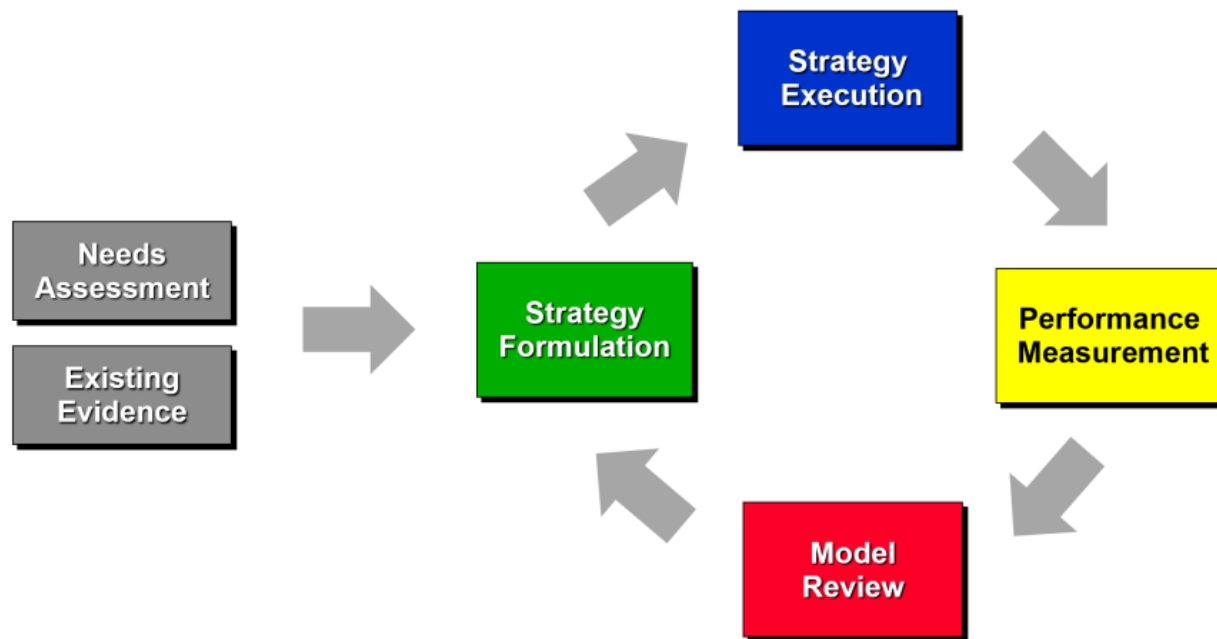 Strategy
Execution
Needs
Assessment
Strategy
Formulation
Performance
Measurement
Existing
Evidence
Model
Review